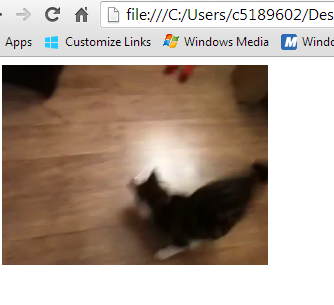 file:///C:/Users/c5189602/Des
Apps Customize Links Windows Media Windo